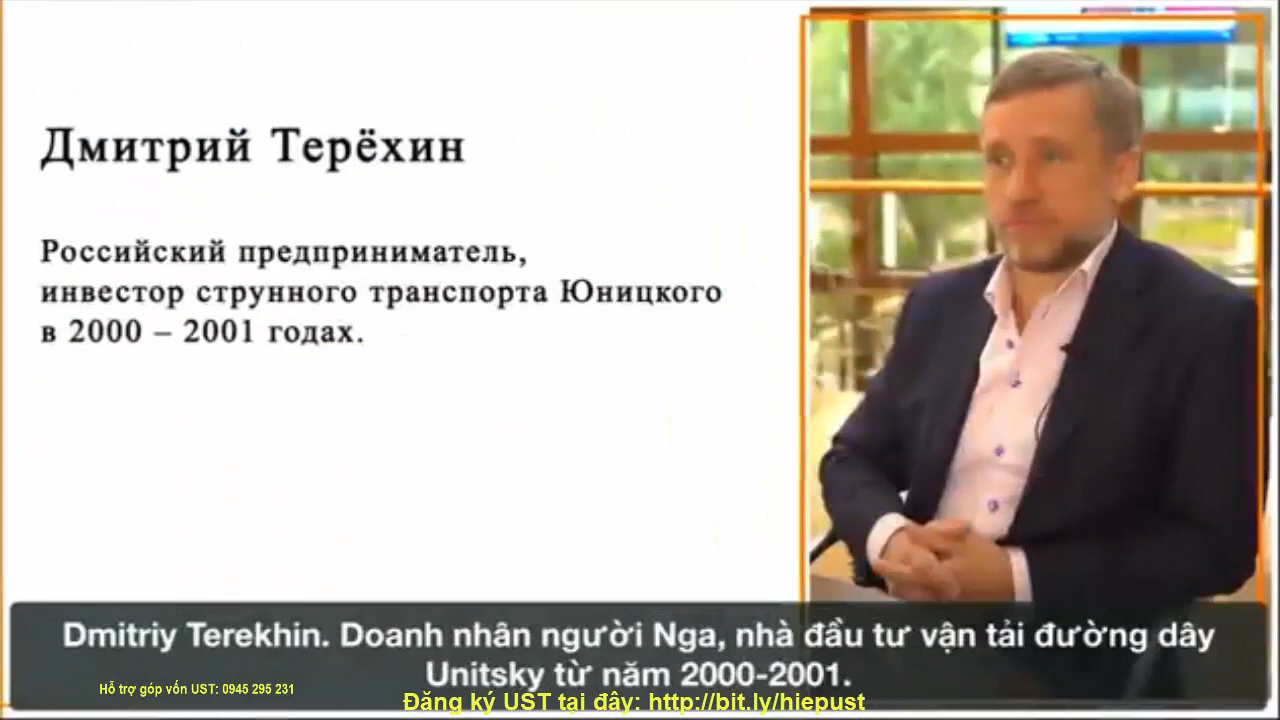 Дмитрий Терёхин
Российский предприниматель,
инвестор струнного транспорта Юницкого
в 2000 – 2001 годах.
Dmitriy Terekhin. Doanh nhân người Nga, nhà đầu tư vận tải đường dây
Unitsky từ năm 2000-2001.
Hỗ trợ góp vốn UST: 0945 295 231
Đăng ký UST tại đây: http://bit.ly/hiepust